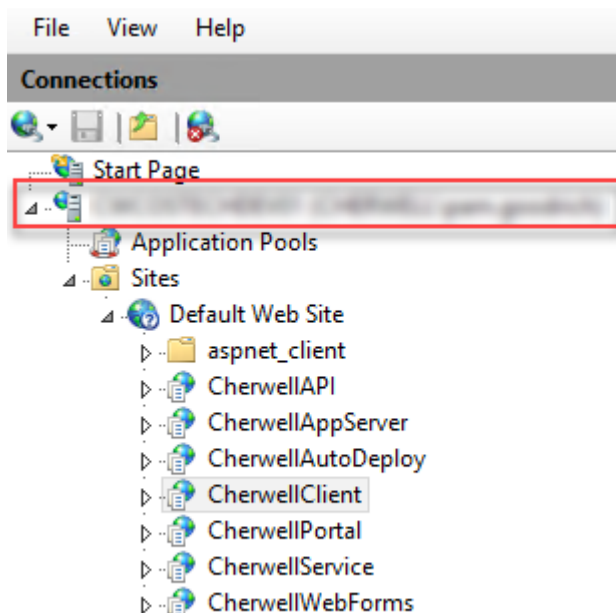 File View Help
Connections
Start Page
Application Pools
Sites
Default Web Site
aspnet_client
CherwellAPI
CherwellAppServer
CherwellAutoDeploy
CherwellClient
CherwellPortal
CherwellService
CherwellWebForms